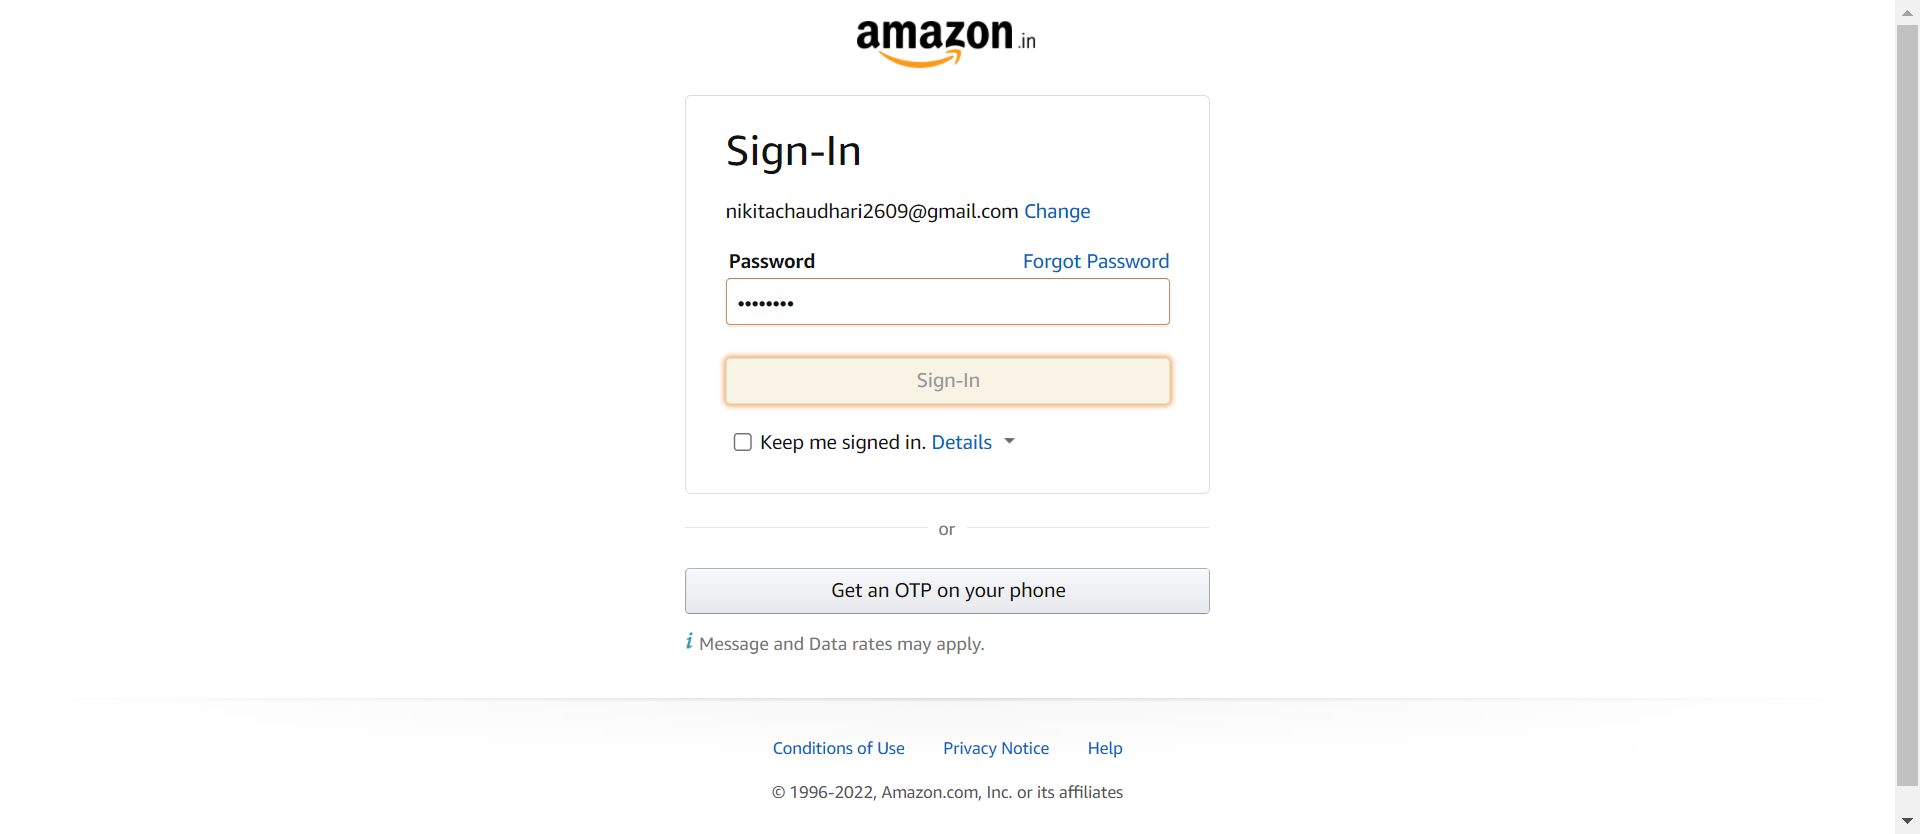 amazon.in
Sign-In
nikitachaudhari2609@gmail.com Change
Password Forgot Password
••••••••
Sign-In
Keep me signed in. Details
or
Get an OTP on your phone
i Message and Data rates may apply.
Conditions of Use Privacy Notice Help
© 1996-2022, Amazon.com, Inc. or its affiliates